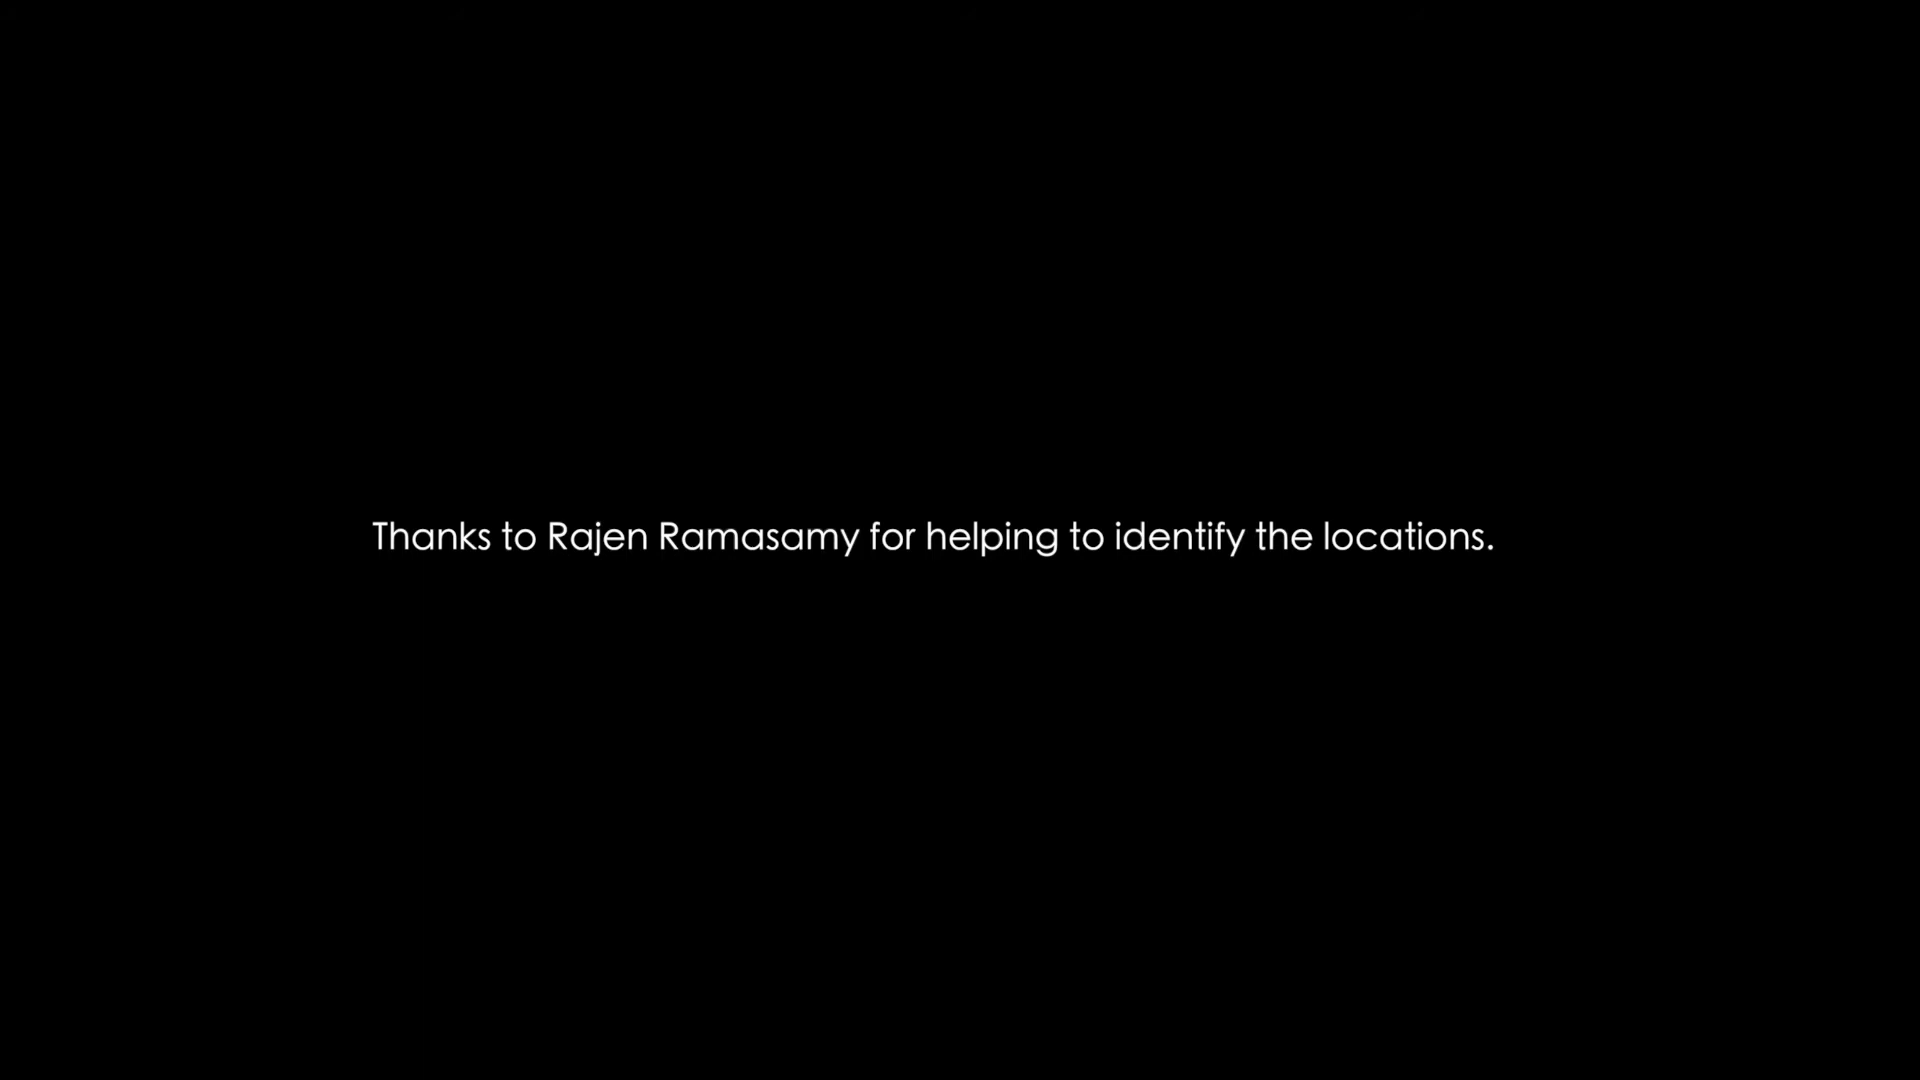 Thanks to Rajen Ramasamy for helping to identify the locations.